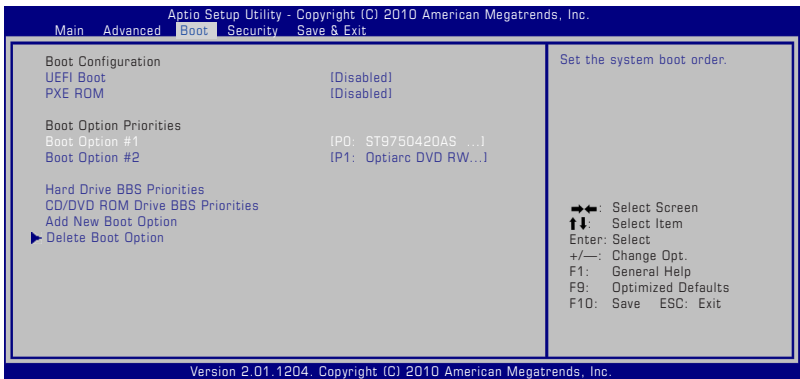 Aptio Setup Utility - Copyright (C) 2010 American Megatrends, Inc.
Main Advanced Boot Security Save & Exit
Boot Configuration
UEFI Boot [Disabled]
PXE ROM [Disabled]
Boot Option Priorities
Boot Option #1 [P0: ST9750420AS ...]
Boot Option #2 [P1: Optiarc DVD RW...]
Hard Drive BBS Priorities
CD/DVD ROM Drive BBS Priorities
Add New Boot Option
Delete Boot Option
Set the system boot order.
→←: Select Screen
↑↓: Select Item
Enter: Select
+/—: Change Opt.
F1: General Help
F9: Optimized Defaults
F10: Save ESC: Exit
Version 2.01.1204. Copyright (C) 2010 American Megatrends, Inc.